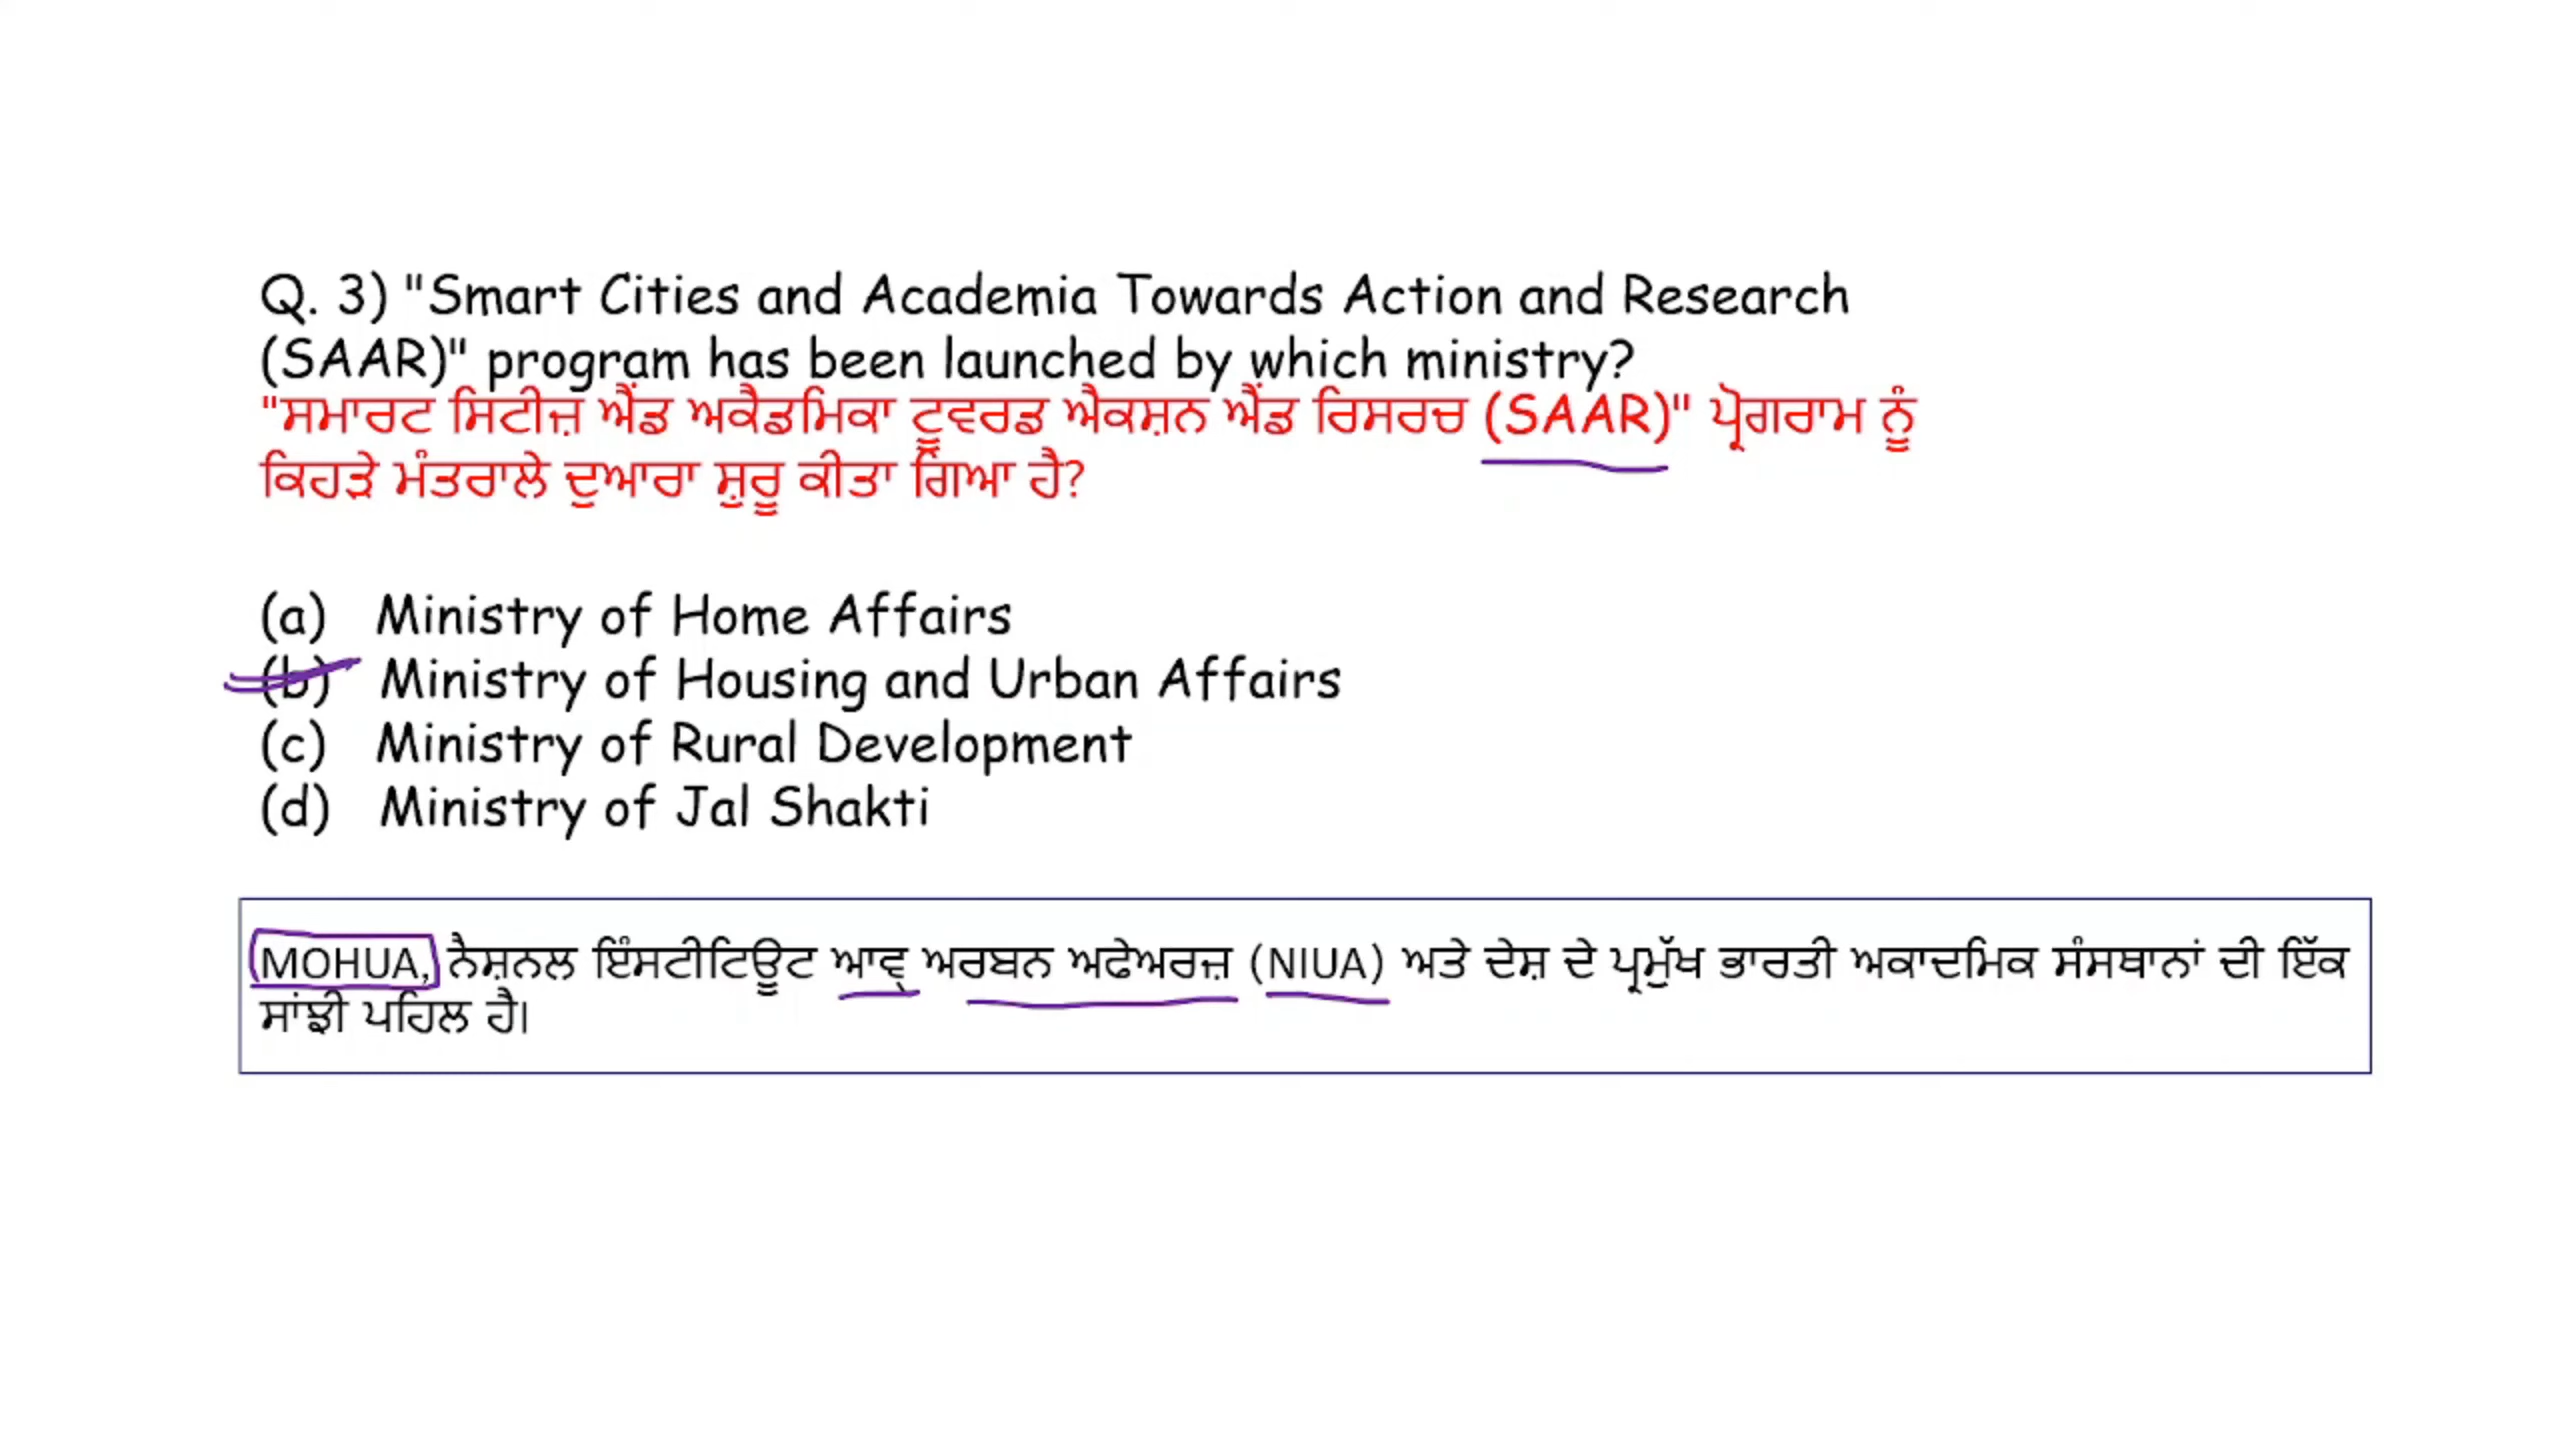 Q. 3) "Smart Cities and Academia Towards Action and Research
(SAAR)" program has been launched by which ministry?
"ਸਮਾਰਟ ਸਿਟੀਜ਼ ਐਂਡ ਅਕੈਡਮਿਕਾ ਟੂਵਰਡ ਐਕਸ਼ਨ ਐਂਡ ਰਿਸਰਚ (SAAR)" ਪ੍ਰੋਗਰਾਮ ਨੂੰ
ਕਿਹੜੇ ਮੰਤਰਾਲੇ ਦੁਆਰਾ ਸ਼ੁਰੂ ਕੀਤਾ ਗਿਆ ਹੈ?
(a) Ministry of Home Affairs
(b) Ministry of Housing and Urban Affairs
(c) Ministry of Rural Development
(d) Ministry of Jal Shakti
MOHUA, ਨੈਸ਼ਨਲ ਇੰਸਟੀਟਿਊਟ ਆਵ੍ ਅਰਬਨ ਅਫੇਅਰਜ਼ (NIUA) ਅਤੇ ਦੇਸ਼ ਦੇ ਪ੍ਰਮੁੱਖ ਭਾਰਤੀ ਅਕਾਦਮਿਕ ਸੰਸਥਾਨਾਂ ਦੀ ਇੱਕ
ਸਾਂਝੀ ਪਹਿਲ ਹੈ।